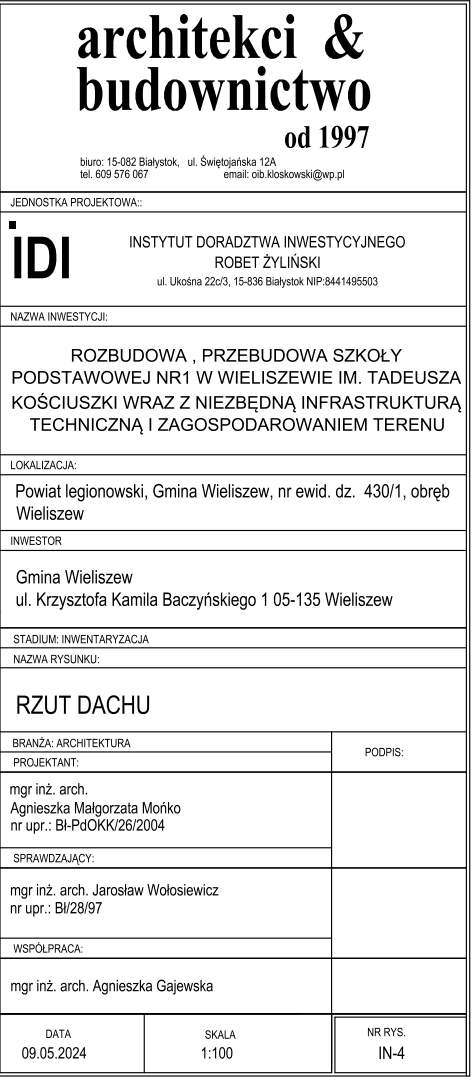 architekci &
budownictwo
od 1997
biuro: 15-082 Białystok, ul. Świętojańska 12A
tel. 609 576 067 email: oib.kloskowski@wp.pl
JEDNOSTKA PROJEKTOWA::
IDI
INSTYTUT DORADZTWA INWESTYCYJNEGO
ROBET ŻYLIŃSKI
ul. Ukośna 22c/3, 15-836 Białystok NIP:8441495503
NAZWA INWESTYCJI:
ROZBUDOWA , PRZEBUDOWA SZKOŁY
PODSTAWOWEJ NR1 W WIELISZEWIE IM. TADEUSZA
KOŚCIUSZKI WRAZ Z NIEZBĘDNĄ INFRASTRUKTURĄ
TECHNICZNĄ I ZAGOSPODAROWANIEM TERENU
LOKALIZACJA:
Powiat legionowski, Gmina Wieliszew, nr ewid. dz. 430/1, obręb
Wieliszew
INWESTOR
Gmina Wieliszew
ul. Krzysztofa Kamila Baczyńskiego 1 05-135 Wieliszew
STADIUM: INWENTARYZACJA
NAZWA RYSUNKU:
RZUT DACHU
BRANŻA: ARCHITEKTURA
PODPIS:
PROJEKTANT:
mgr inż. arch.
Agnieszka Małgorzata Mońko
nr upr.: Bł-PdOKK/26/2004
SPRAWDZAJĄCY:
mgr inż. arch. Jarosław Wołosiewicz
nr upr.: Bł/28/97
WSPÓŁPRACA:
mgr inż. arch. Agnieszka Gajewska
DATA
09.05.2024
SKALA
1:100
NR RYS.
IN-4